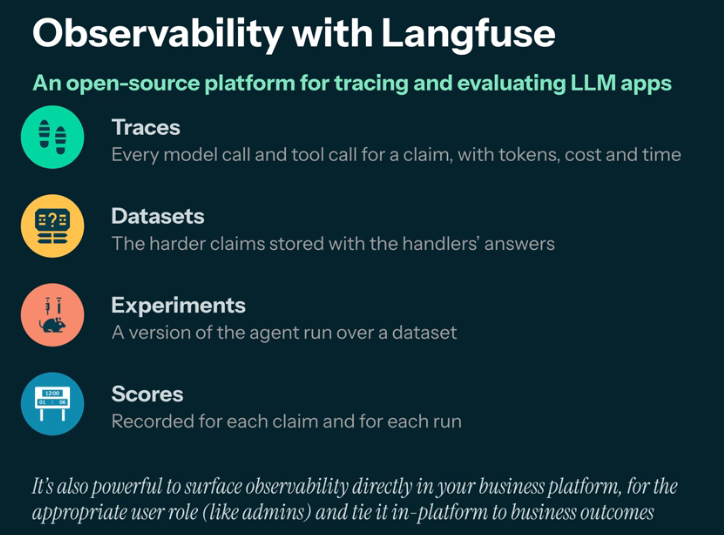 Observability with Langfuse
An open-source platform for tracing and evaluating LLM apps
Traces
Every model call and tool call for a claim, with tokens, cost and time
?
Datasets
The harder claims stored with the handlers’ answers
Experiments
A version of the agent run over a dataset
12:00
Scores
Recorded for each claim and for each run
It’s also powerful to surface observability directly in your business platform, for the
appropriate user role (like admins) and tie it in-platform to business outcomes